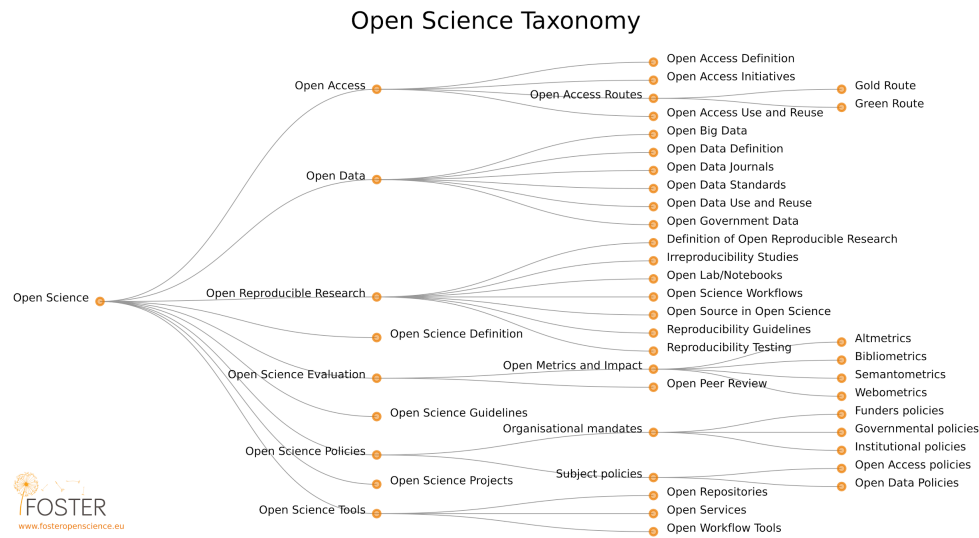 Open Science Taxonomy
Open Science
Open Access
Open Access Definition
Open Access Initiatives
Open Access Routes
Gold Route
Green Route
Open Access Use and Reuse
Open Data
Open Big Data
Open Data Definition
Open Data Journals
Open Data Standards
Open Data Use and Reuse
Open Government Data
Open Reproducible Research
Definition of Open Reproducible Research
Irreproducibility Studies
Open Lab/Notebooks
Open Science Workflows
Open Source in Open Science
Reproducibility Guidelines
Reproducibility Testing
Open Science Definition
Open Science Evaluation
Open Metrics and Impact
Altmetrics
Bibliometrics
Semantometrics
Webometrics
Open Peer Review
Open Science Guidelines
Open Science Policies
Organisational mandates
Funders policies
Governmental policies
Institutional policies
Subject policies
Open Access policies
Open Data Policies
Open Science Projects
Open Science Tools
Open Repositories
Open Services
Open Workflow Tools
FOSTER
www.fosteropenscience.eu